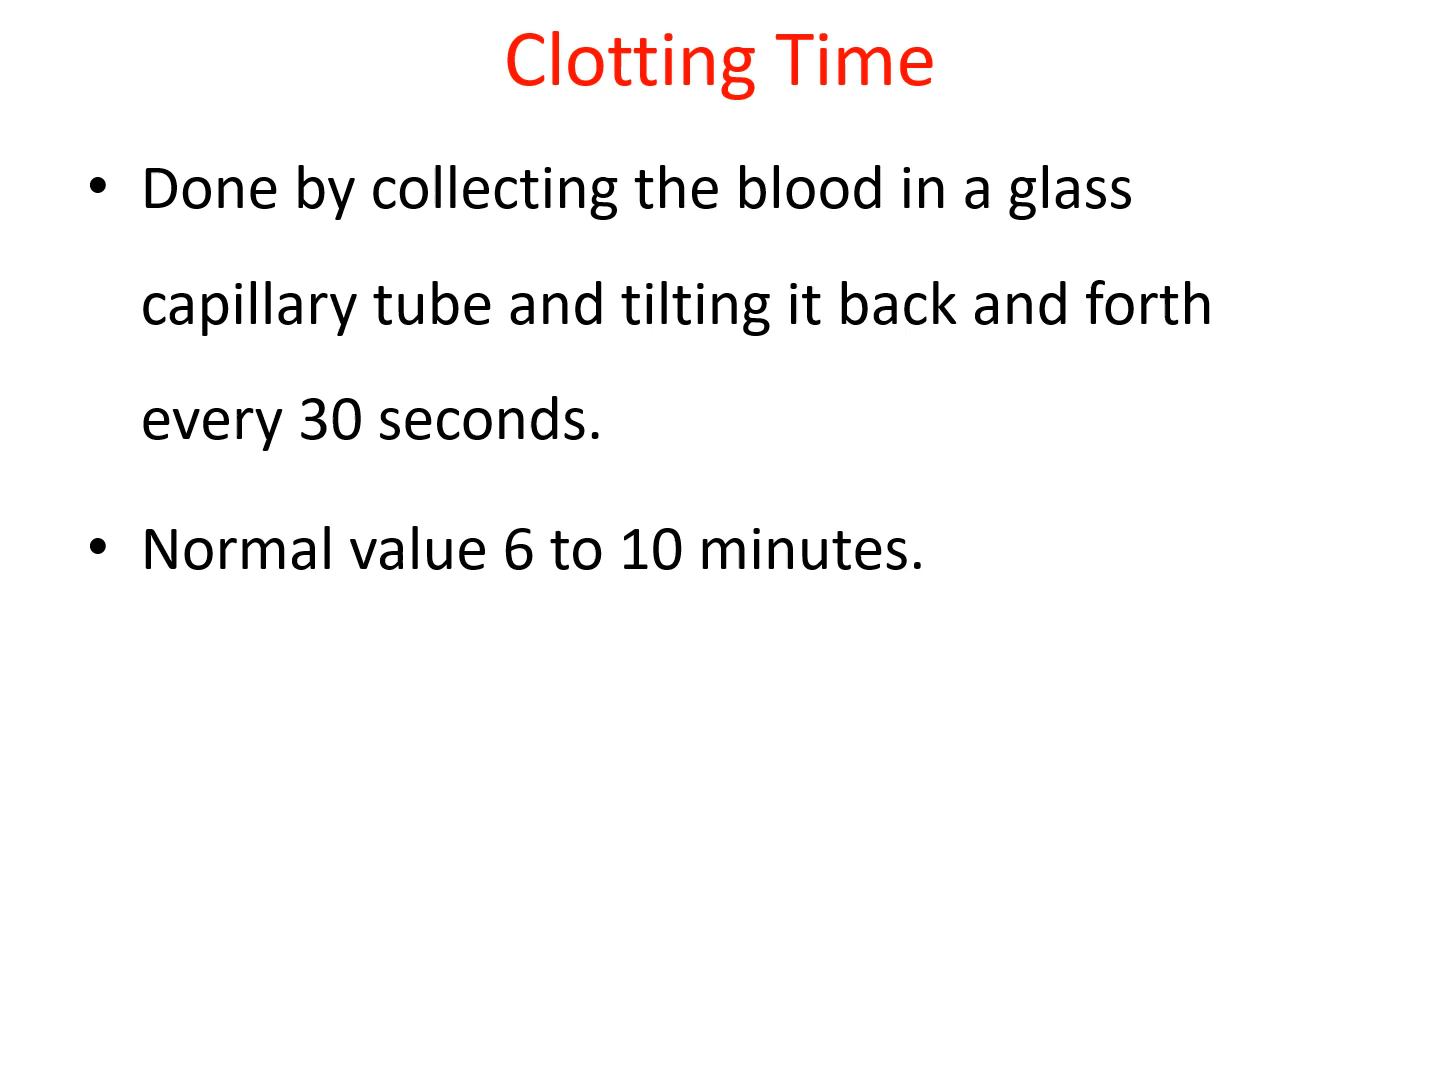 Clotting Time
• Done by collecting the blood in a glass
capillary tube and tilting it back and forth
every 30 seconds.
• Normal value 6 to 10 minutes.